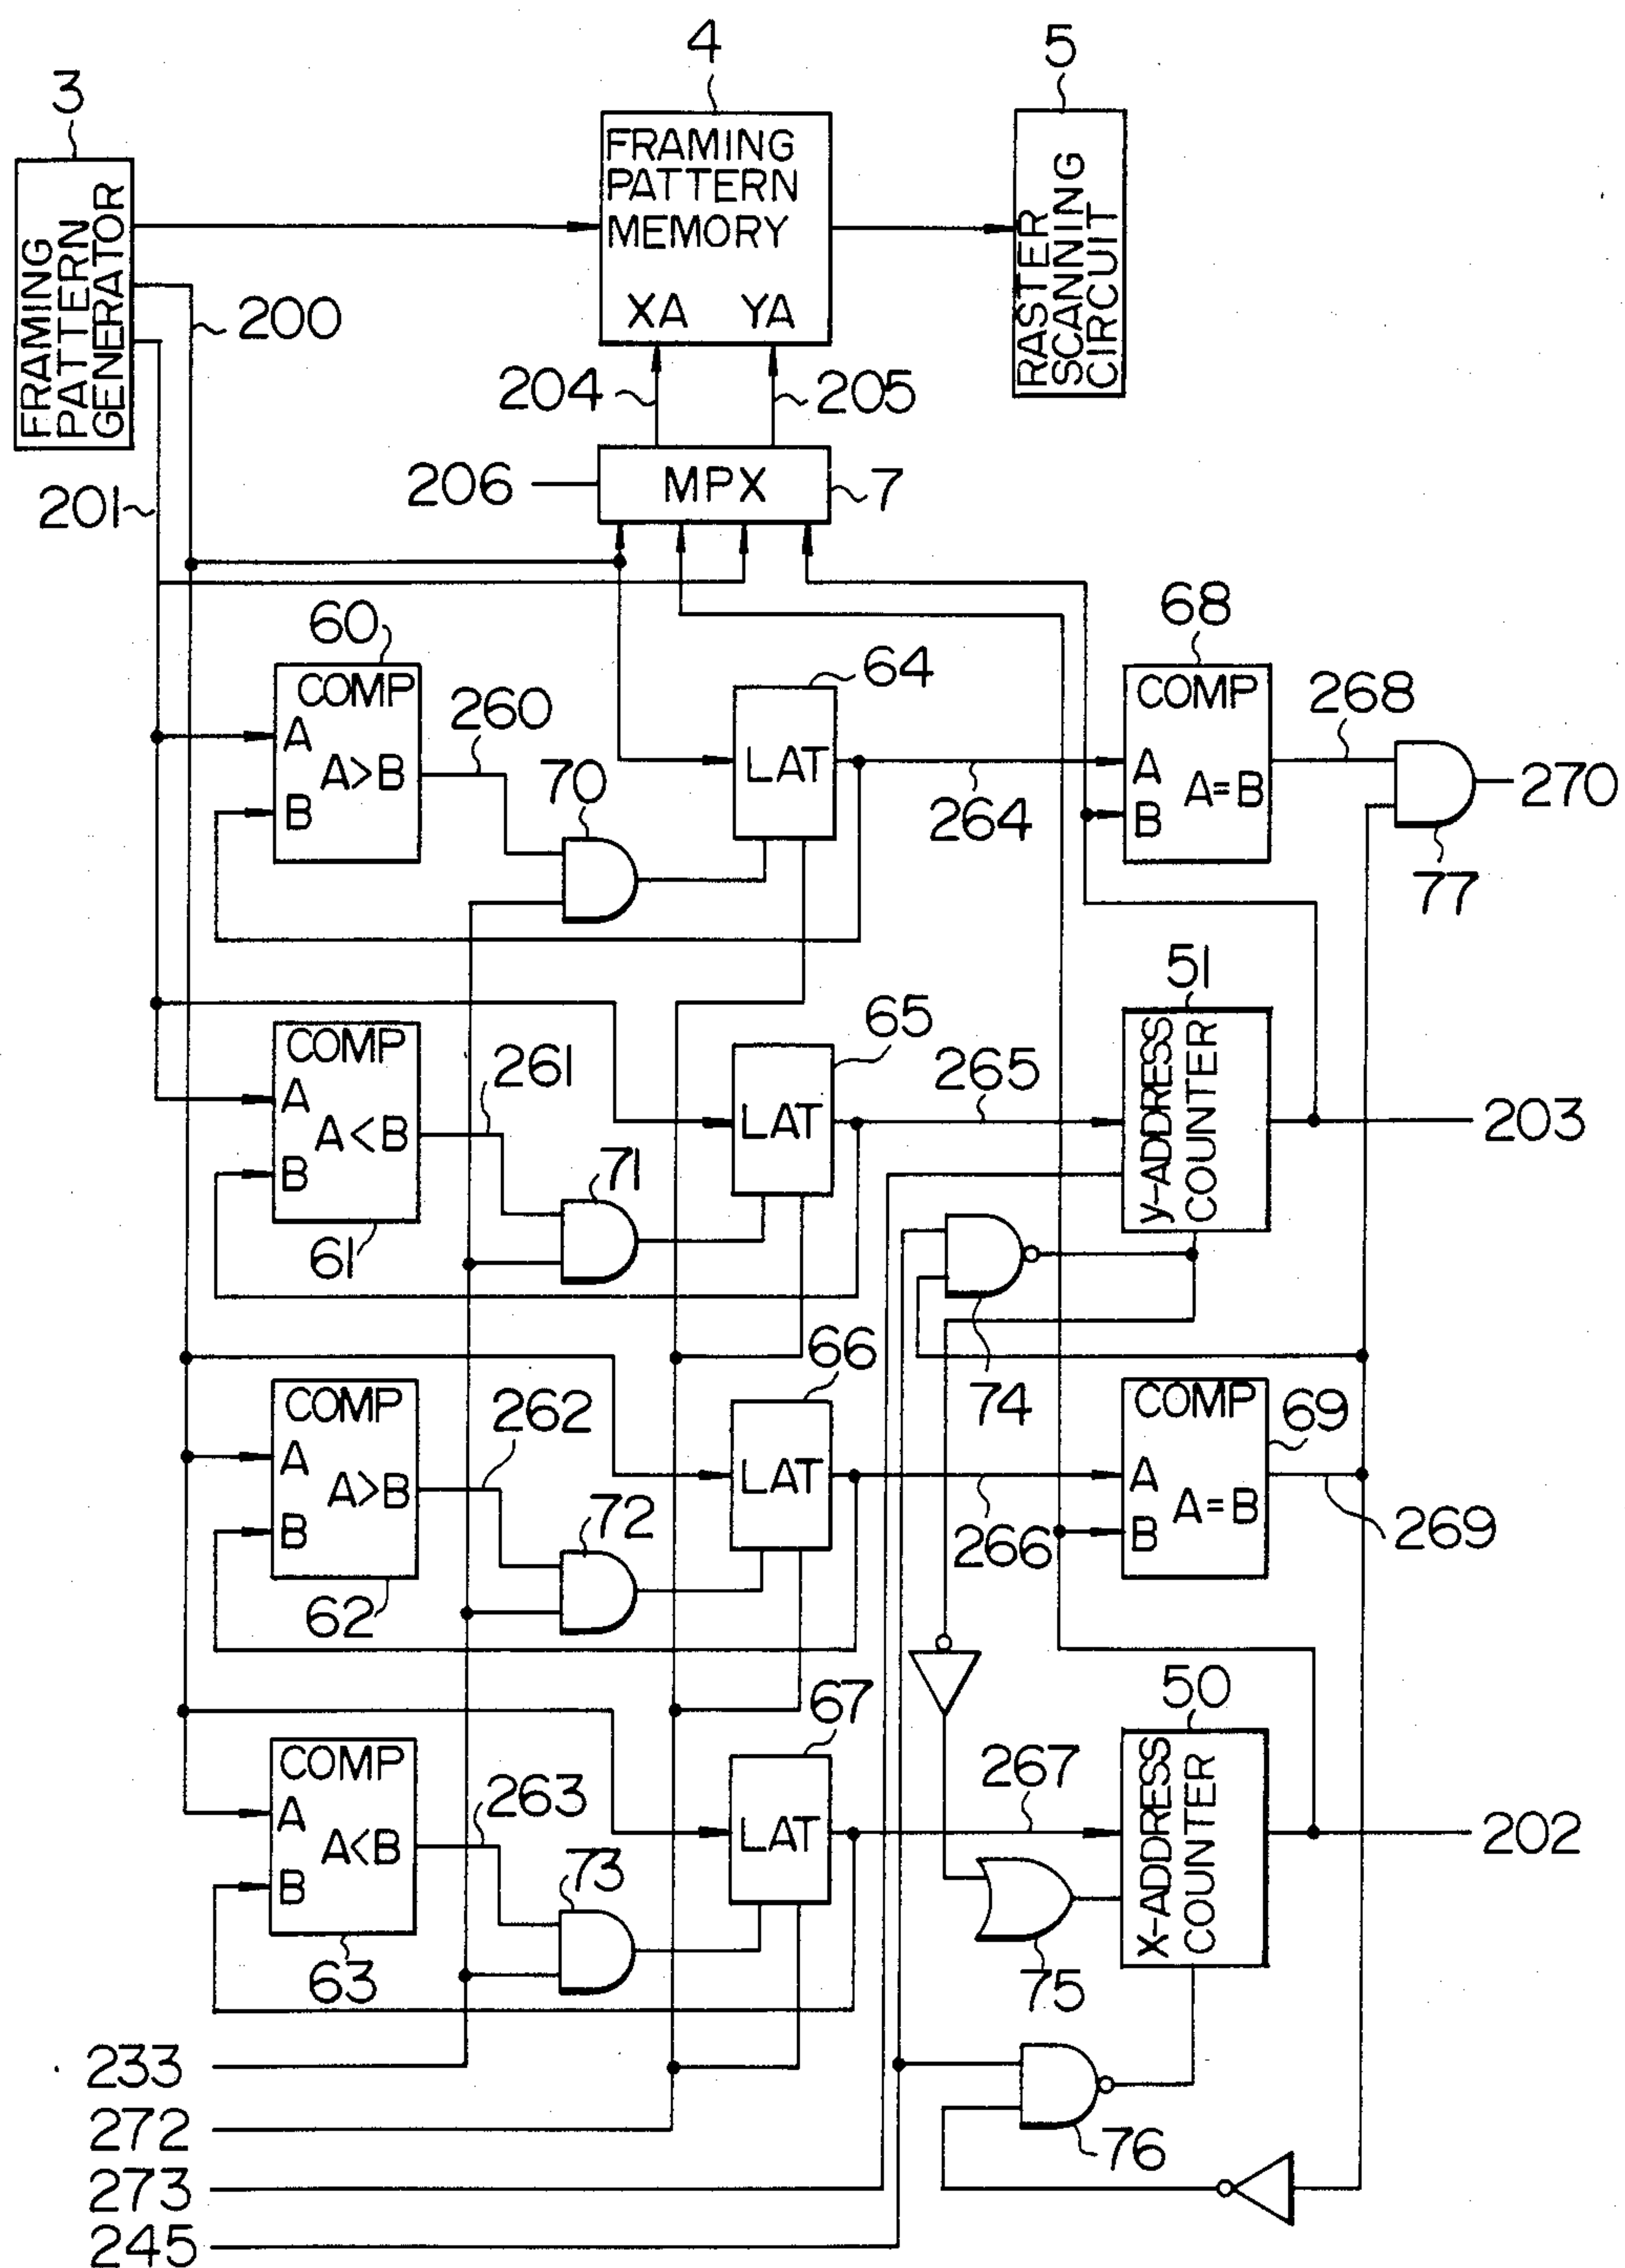 4
5
3
FRAMING
PATTERN
GENERATOR
FRAMING
PATTERN
MEMORY
XA YA
RASTER
SCANNING
CIRCUIT
200
204
205
201
206
MPX
7
60
COMP
A
A>B
B
260
70
64
LAT
264
68
COMP
A
A=B
B
268
270
77
COMP
A
A<B
B
61
261
71
65
LAT
265
51
y-ADDRESS
COUNTER
203
74
COMP
A
A>B
B
62
262
72
66
LAT
266
COMP
A
A=B
B
69
269
COMP
A
A<B
B
63
263
73
67
LAT
267
50
X-ADDRESS
COUNTER
202
75
76
233
272
273
245